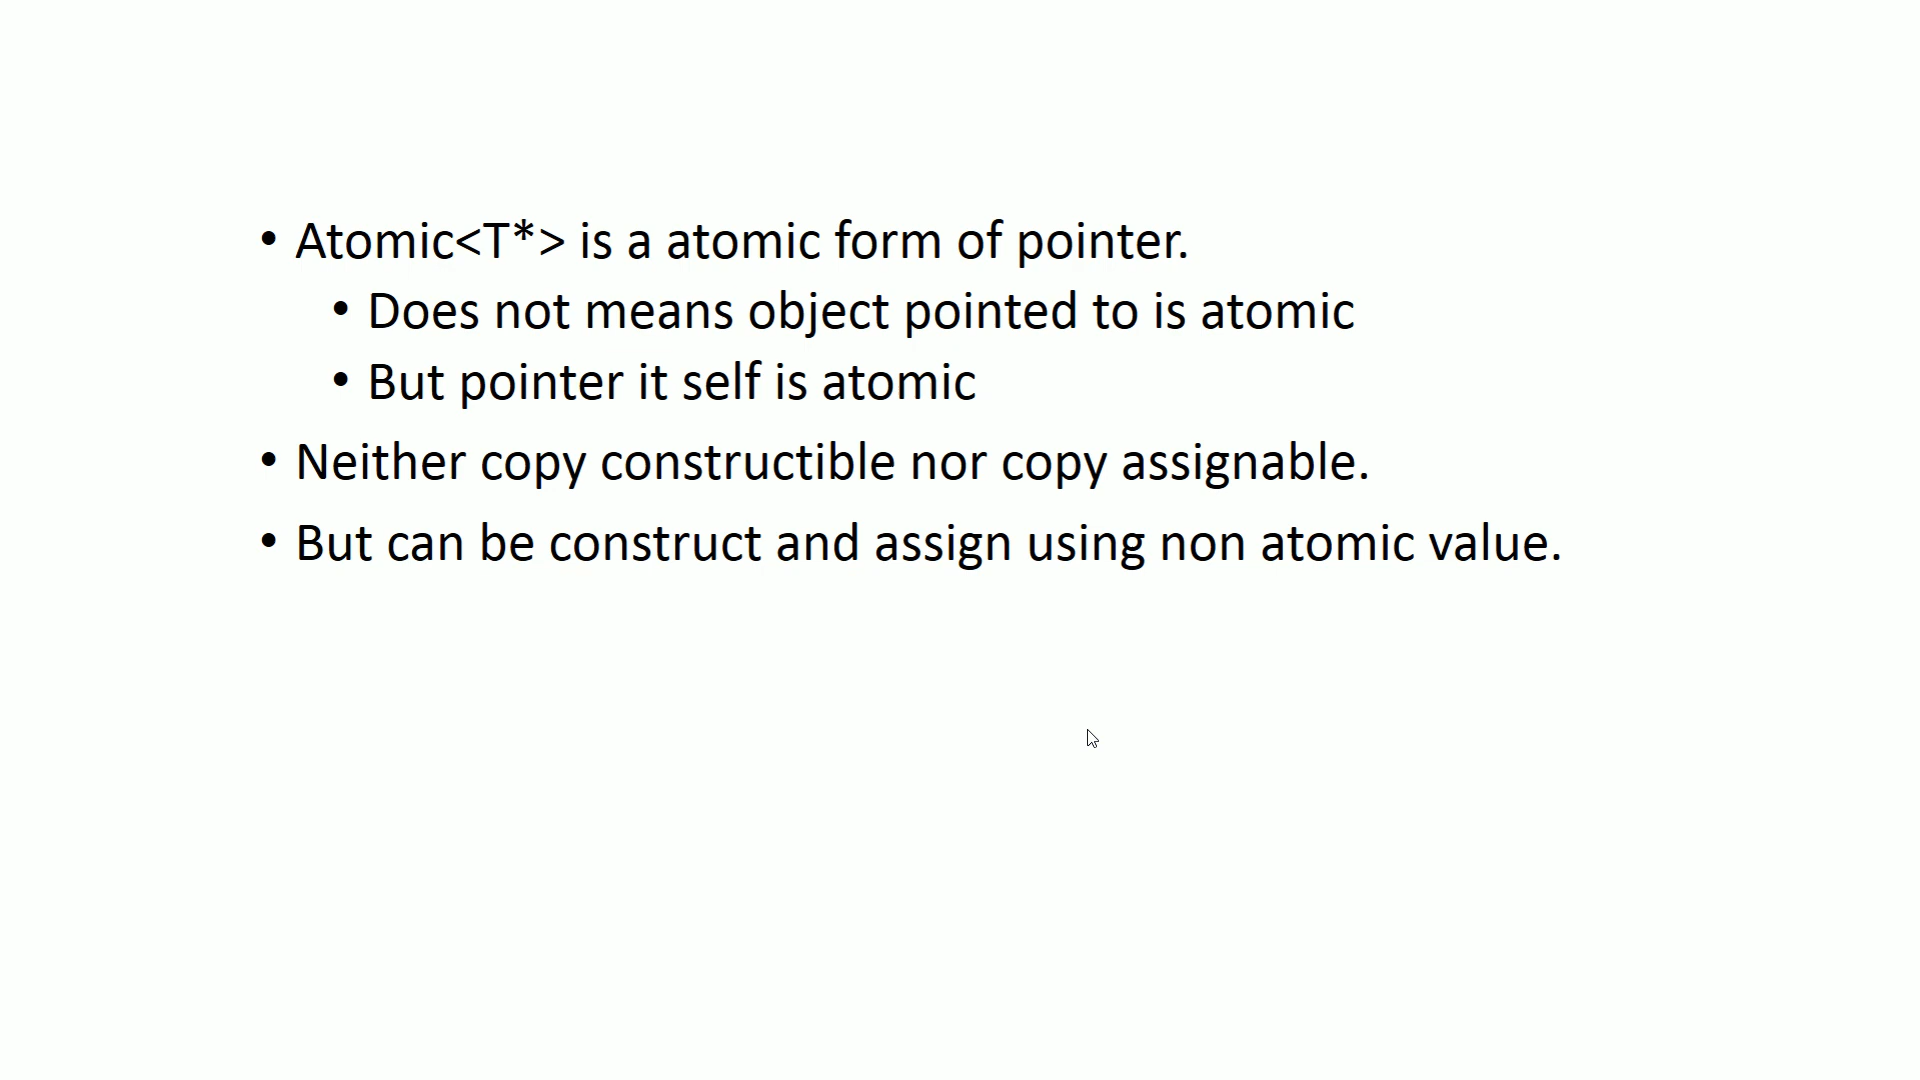 • Atomic<T*> is a atomic form of pointer.
• Does not means object pointed to is atomic
• But pointer it self is atomic
• Neither copy constructible nor copy assignable.
• But can be construct and assign using non atomic value.